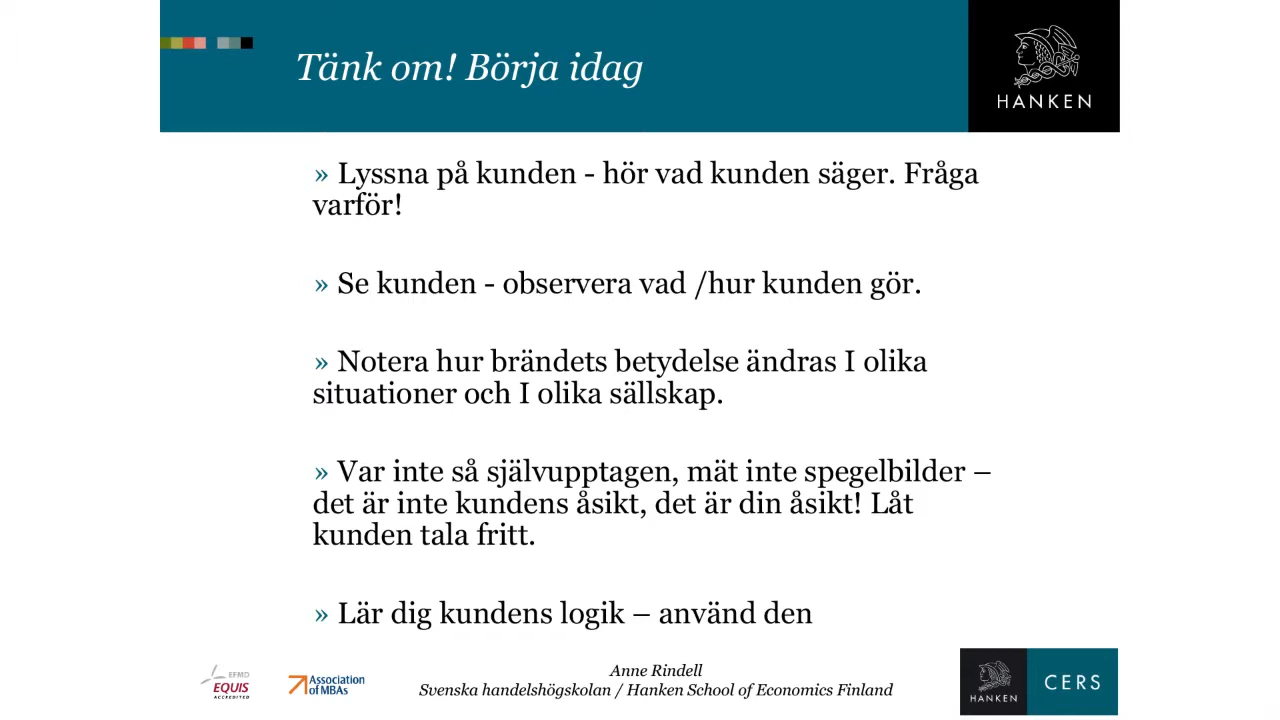 Tänk om! Börja idag
HANKEN
» Lyssna på kunden - hör vad kunden säger. Fråga
varför!
» Se kunden - observera vad /hur kunden gör.
» Notera hur brändets betydelse ändras I olika
situationer och I olika sällskap.
» Var inte så självupptagen, mät inte spegelbilder –
det är inte kundens åsikt, det är din åsikt! Låt
kunden tala fritt.
» Lär dig kundens logik – använd den
EFMD
EQUIS
ACCREDITED
Association
of MBAs
Anne Rindell
Svenska handelshögskolan / Hanken School of Economics Finland
HANKEN
CERS